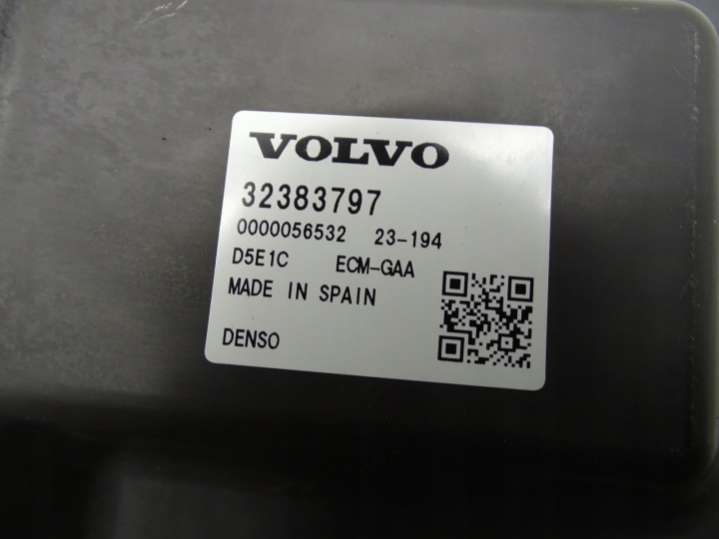 VOLVO
32383797
0000056532 23-194
D5E1C ECM-GAA
MADE IN SPAIN
DENSO